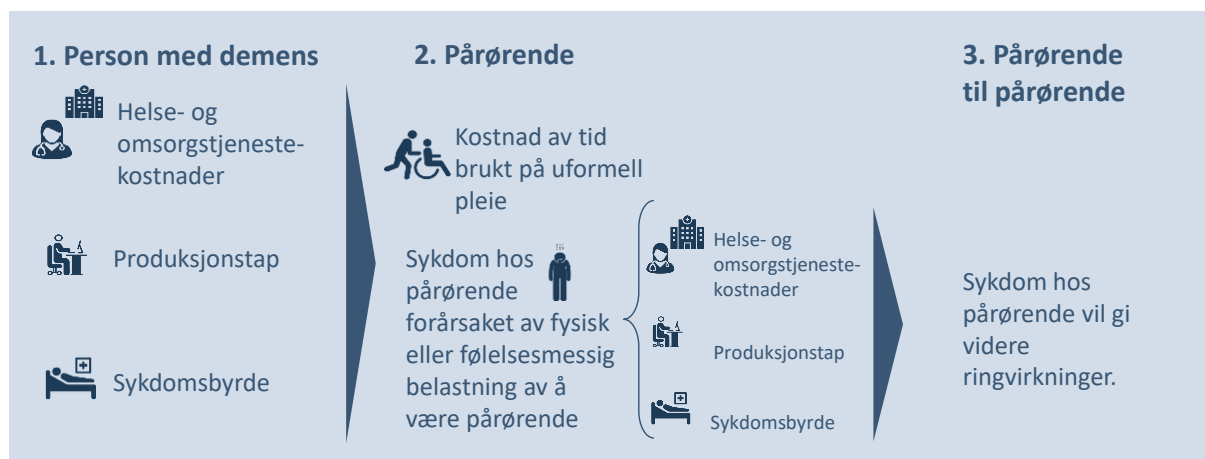 1. Person med demens
Helse- og
omsorgstjeneste-
kostnader
Produksjonstap
Sykdomsbyrde
2. Pårørende
Kostnad av tid
brukt på uformell
pleie
Sykdom hos
pårørende
forårsaket av fysisk
eller følelsesmessig
belastning av å
være pårørende
Helse- og
omsorgstjeneste-
kostnader
Produksjonstap
Sykdomsbyrde
3. Pårørende
til pårørende
Sykdom hos
pårørende vil gi
videre
ringvirkninger.